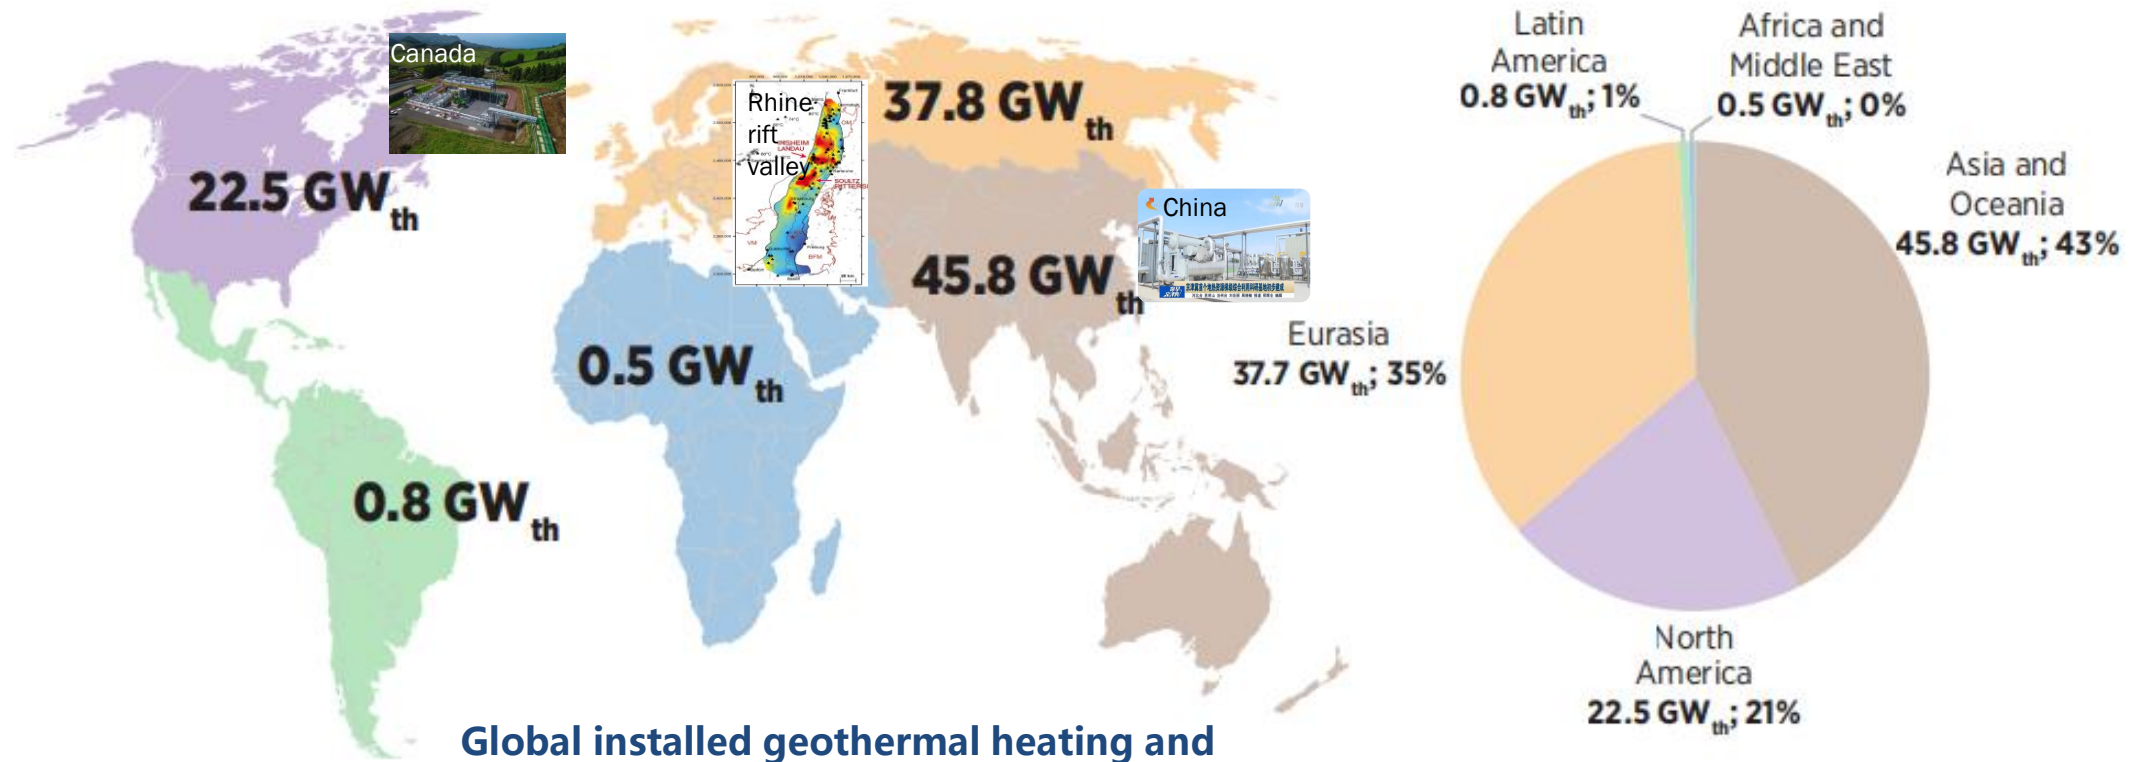 Canada
22.5 GWth
0.8 GWth
Rhine
rift
valley
INSHEIM
LANDAU
SOULTZ
37.8 GWth
45.8 GWth
0.5 GWth
China
Global installed geothermal heating and
Latin
America
0.8 GWth; 1%
Africa and
Middle East
0.5 GWth; 0%
Asia and
Oceania
45.8 GWth; 43%
Eurasia
37.7 GWth; 35%
North
America
22.5 GWth; 21%